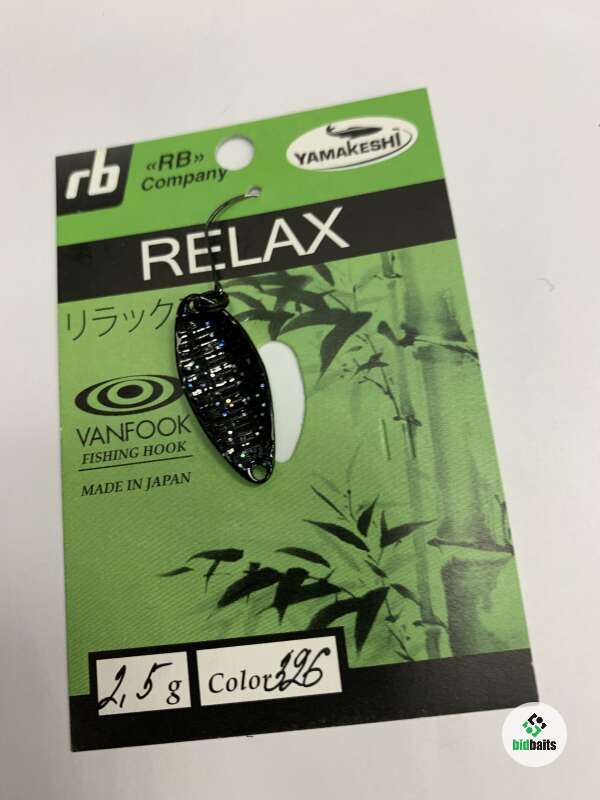 rb
«RB»
Company
YAMAKESHI
RELAX
リラック
VANFOOK
FISHING HOOK
MADE IN JAPAN
2,5 g
Color 326
bidbaits